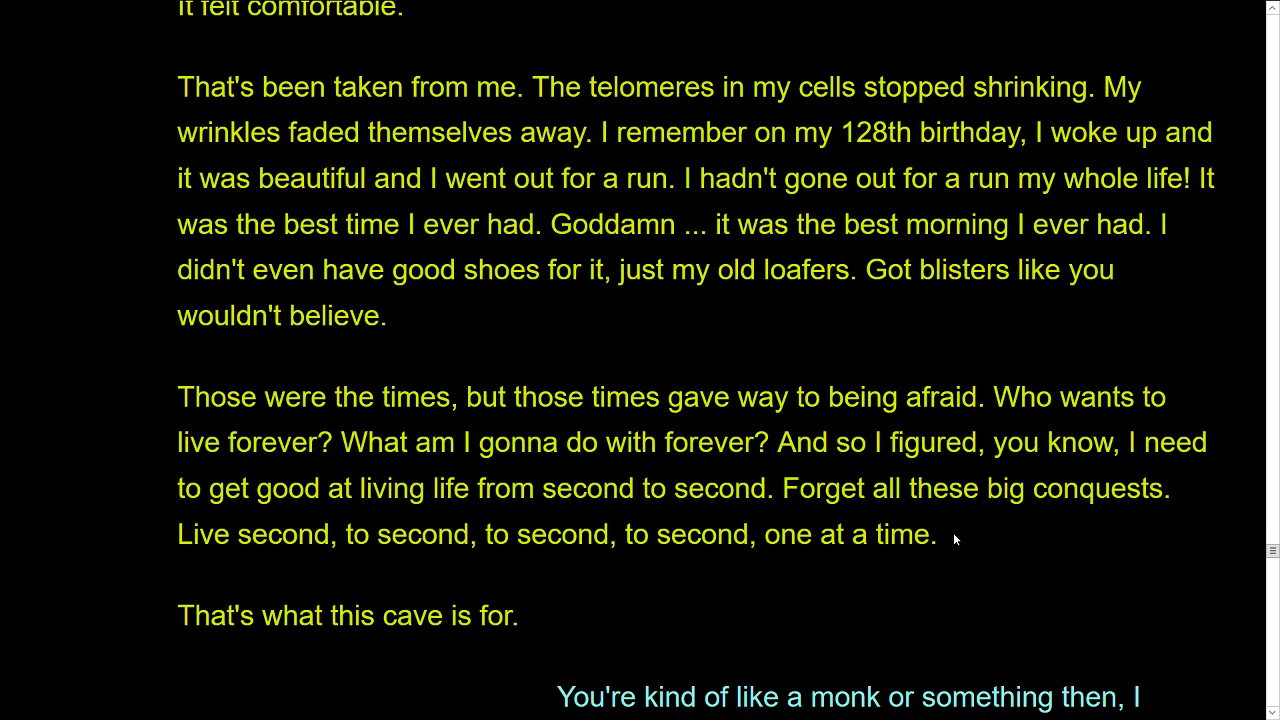 it felt comfortable.
That's been taken from me. The telomeres in my cells stopped shrinking. My
wrinkles faded themselves away. I remember on my 128th birthday, I woke up and
it was beautiful and I went out for a run. I hadn't gone out for a run my whole life! It
was the best time I ever had. Goddamn ... it was the best morning I ever had. I
didn't even have good shoes for it, just my old loafers. Got blisters like you
wouldn't believe.
Those were the times, but those times gave way to being afraid. Who wants to
live forever? What am I gonna do with forever? And so I figured, you know, I need
to get good at living life from second to second. Forget all these big conquests.
Live second, to second, to second, to second, one at a time.
That's what this cave is for.
You're kind of like a monk or something then, I